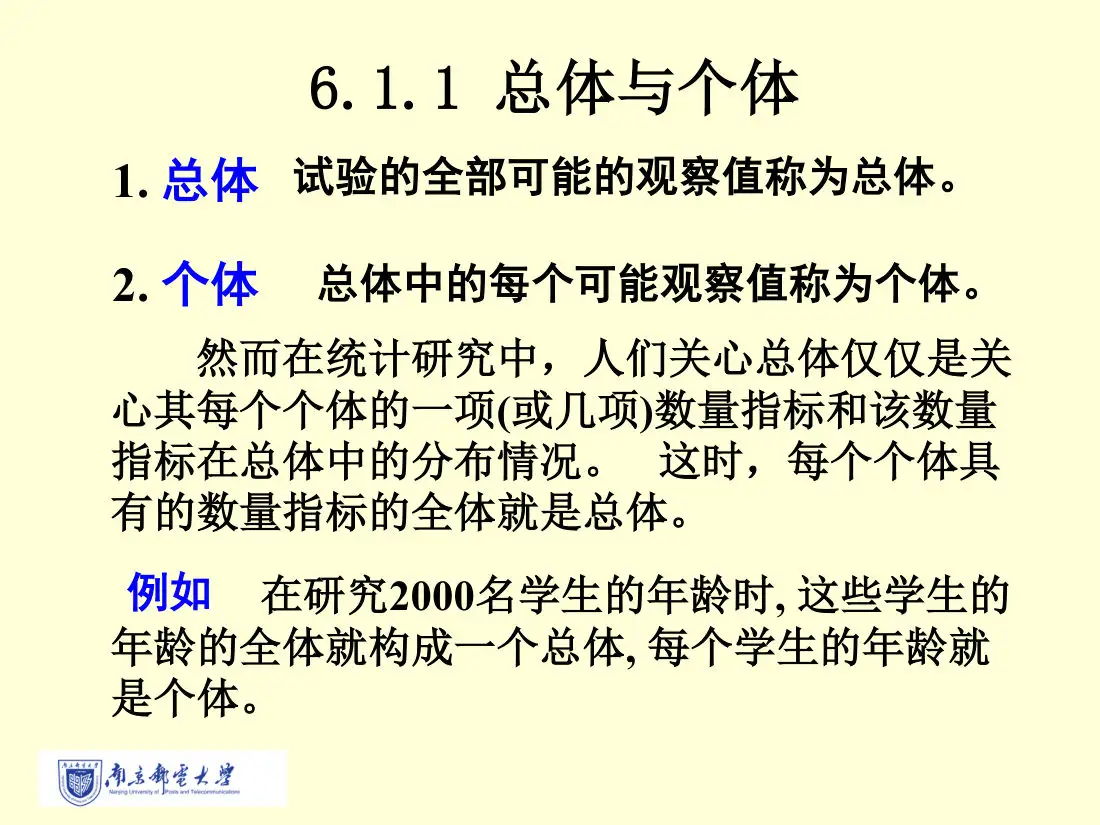 6.1.1 总体与个体
1. 总体 试验的全部可能的观察值称为总体。
2. 个体 总体中的每个可能观察值称为个体。
然而在统计研究中，人们关心总体仅仅是关
心其每个个体的一项(或几项)数量指标和该数量
指标在总体中的分布情况。 这时，每个个体具
有的数量指标的全体就是总体。
例如 在研究2000名学生的年龄时, 这些学生的
年龄的全体就构成一个总体, 每个学生的年龄就
是个体。
南京邮电大学
Nanjing University of Posts and Telecommunications